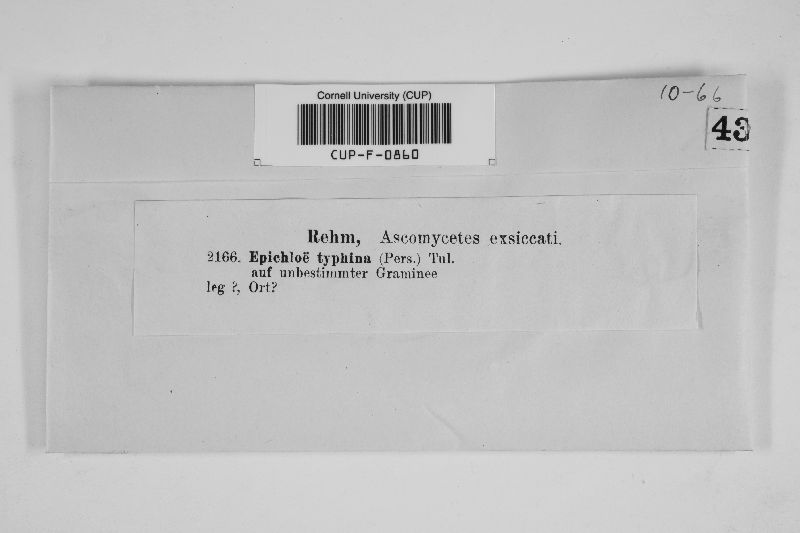 Cornell University (CUP)
CUP-F-0860
10-66
43
Rehm, Ascomycetes exsiccati.
2166. Epichloë typhina (Pers.) Tul.
auf unbestimmter Graminee
leg ?, Ort?